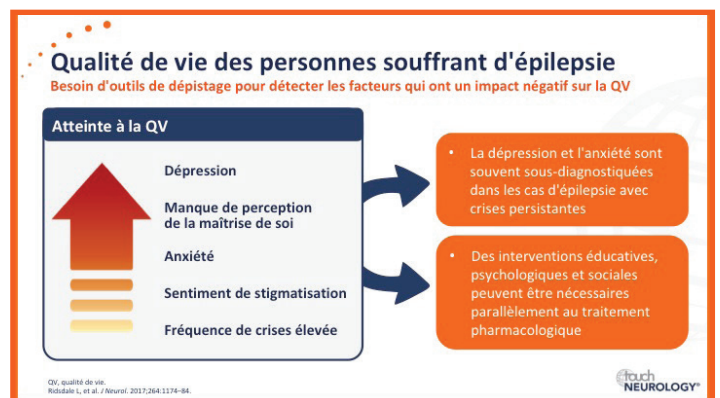 Qualité de vie des personnes souffrant d'épilepsie
Besoin d'outils de dépistage pour détecter les facteurs qui ont un impact négatif sur la QV
Atteinte à la QV
Dépression
Manque de perception
de la maîtrise de soi
Anxiété
Sentiment de stigmatisation
Fréquence de crises élevée
• La dépression et l'anxiété sont
souvent sous-diagnostiquées
dans les cas d'épilepsie avec
crises persistantes
• Des interventions éducatives,
psychologiques et sociales
peuvent être nécessaires
parallèlement au traitement
pharmacologique
QV, qualité de vie.
Ridsdale L, et al. J Neurol. 2017;264:1174–84.
touch
NEUROLOGY®